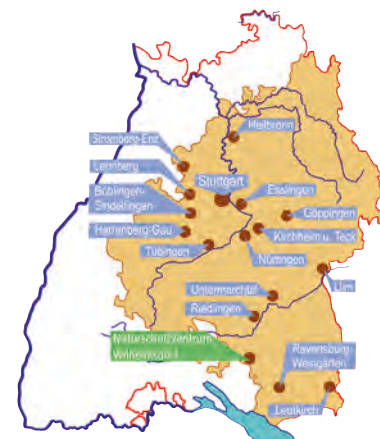 Heilbronn
Stromberg-Enz
Leonberg
Stuttgart
Böblingen-
Sindelfingen
Esslingen
Göppingen
Herrenberg-Gäu
Kirchheim u. Teck
Tübingen
Nürtingen
Ulm
Untermarchtal
Riedlingen
Naturschutzzentrum
Wilhelmsdorf
Ravensburg
Weingarten
Leutkirch